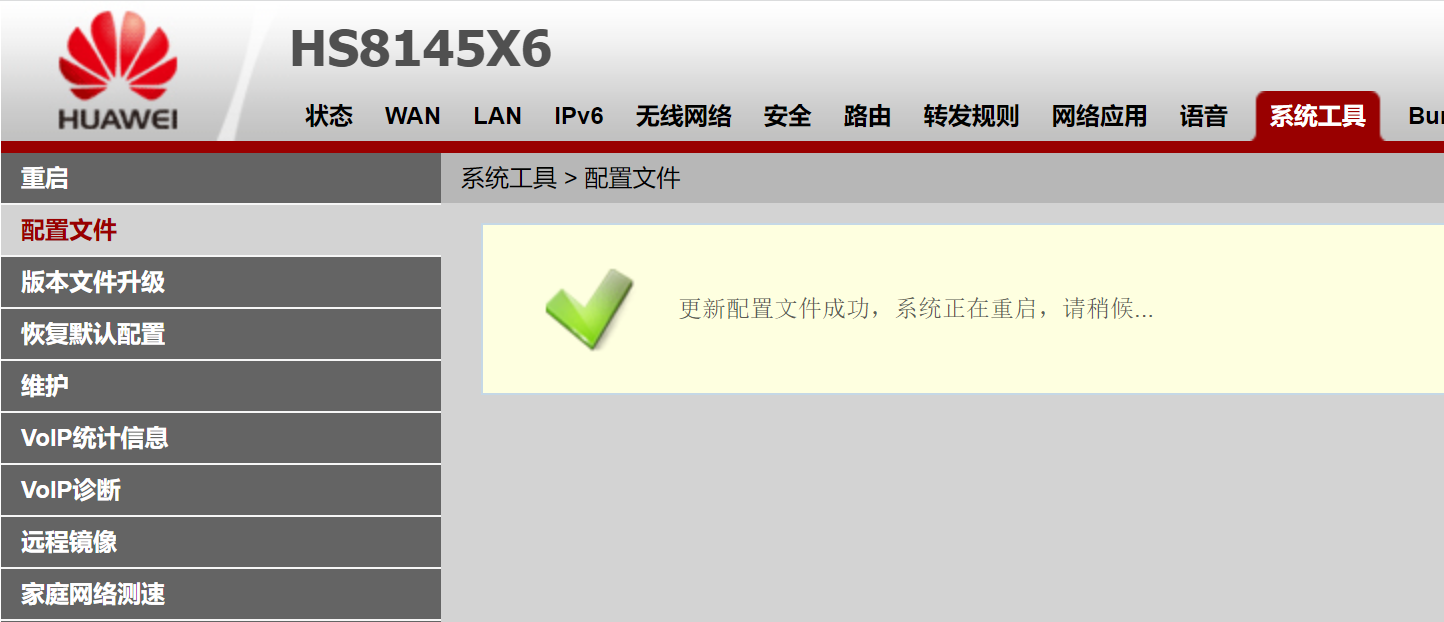 HUAWEI
HS8145X6
状态 WAN LAN IPv6 无线网络 安全 路由 转发规则 网络应用 语音 系统工具
重启
系统工具 > 配置文件
配置文件
版本文件升级
更新配置文件成功，系统正在重启，请稍候...
恢复默认配置
维护
VoIP统计信息
VoIP诊断
远程镜像
家庭网络测速